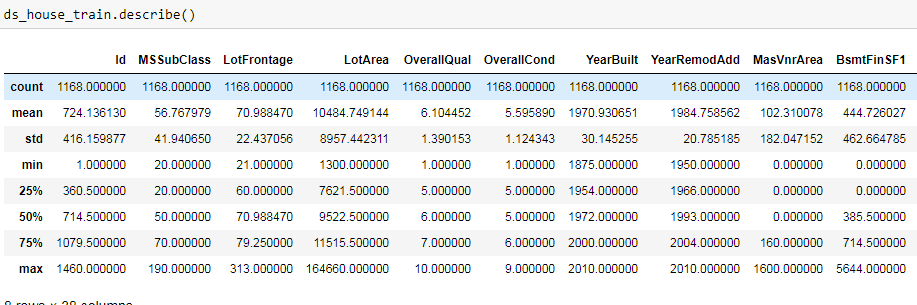 ds_house_train.describe()
Id MSSubClass LotFrontage LotArea OverallQual OverallCond YearBuilt YearRemodAdd MasVnrArea BsmtFinSF1
count 1168.000000 1168.000000 1168.000000 1168.000000 1168.000000 1168.000000 1168.000000 1168.000000 1168.000000 1168.000000
mean 724.136130 56.767979 70.988470 10484.749144 6.104452 5.595890 1970.930651 1984.758562 102.310078 444.726027
std 416.159877 41.940650 22.437056 8957.442311 1.390153 1.124343 30.145255 20.785185 182.047152 462.664785
min 1.000000 20.000000 21.000000 1300.000000 1.000000 1.000000 1875.000000 1950.000000 0.000000 0.000000
25% 360.500000 20.000000 60.000000 7621.500000 5.000000 5.000000 1954.000000 1966.000000 0.000000 0.000000
50% 714.500000 50.000000 70.988470 9522.500000 6.000000 5.000000 1972.000000 1993.000000 0.000000 385.500000
75% 1079.500000 70.000000 79.250000 11515.500000 7.000000 6.000000 2000.000000 2004.000000 160.000000 714.500000
max 1460.000000 190.000000 313.000000 164660.000000 10.000000 9.000000 2010.000000 2010.000000 1600.000000 5644.000000